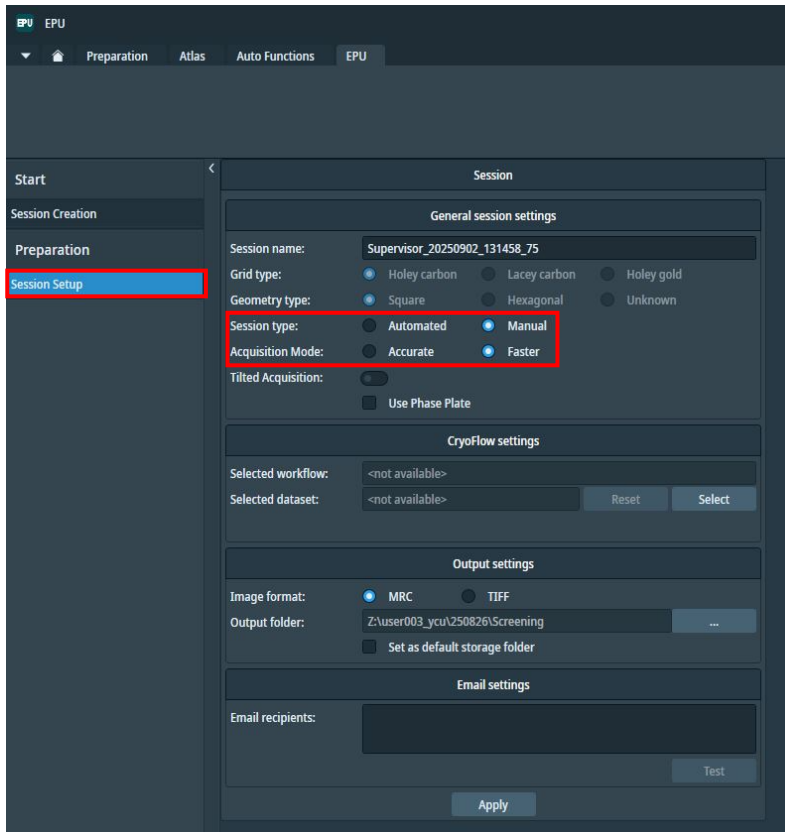 EPU EPU
Preparation Atlas Auto Functions EPU
Start
Session Creation
Preparation
Session Setup
Session
General session settings
Session name: Supervisor_20250902_131458_75
Grid type: Holey carbon Lacey carbon Holey gold
Geometry type: Square Hexagonal Unknown
Session type: Automated Manual
Acquisition Mode: Accurate Faster
Tilted Acquisition:
Use Phase Plate
CryoFlow settings
Selected workflow: <not available>
Selected dataset: <not available> Reset Select
Output settings
Image format: MRC TIFF
Output folder: Z:\user003_ycu\250826\Screening ...
Set as default storage folder
Email settings
Email recipients:
Test
Apply